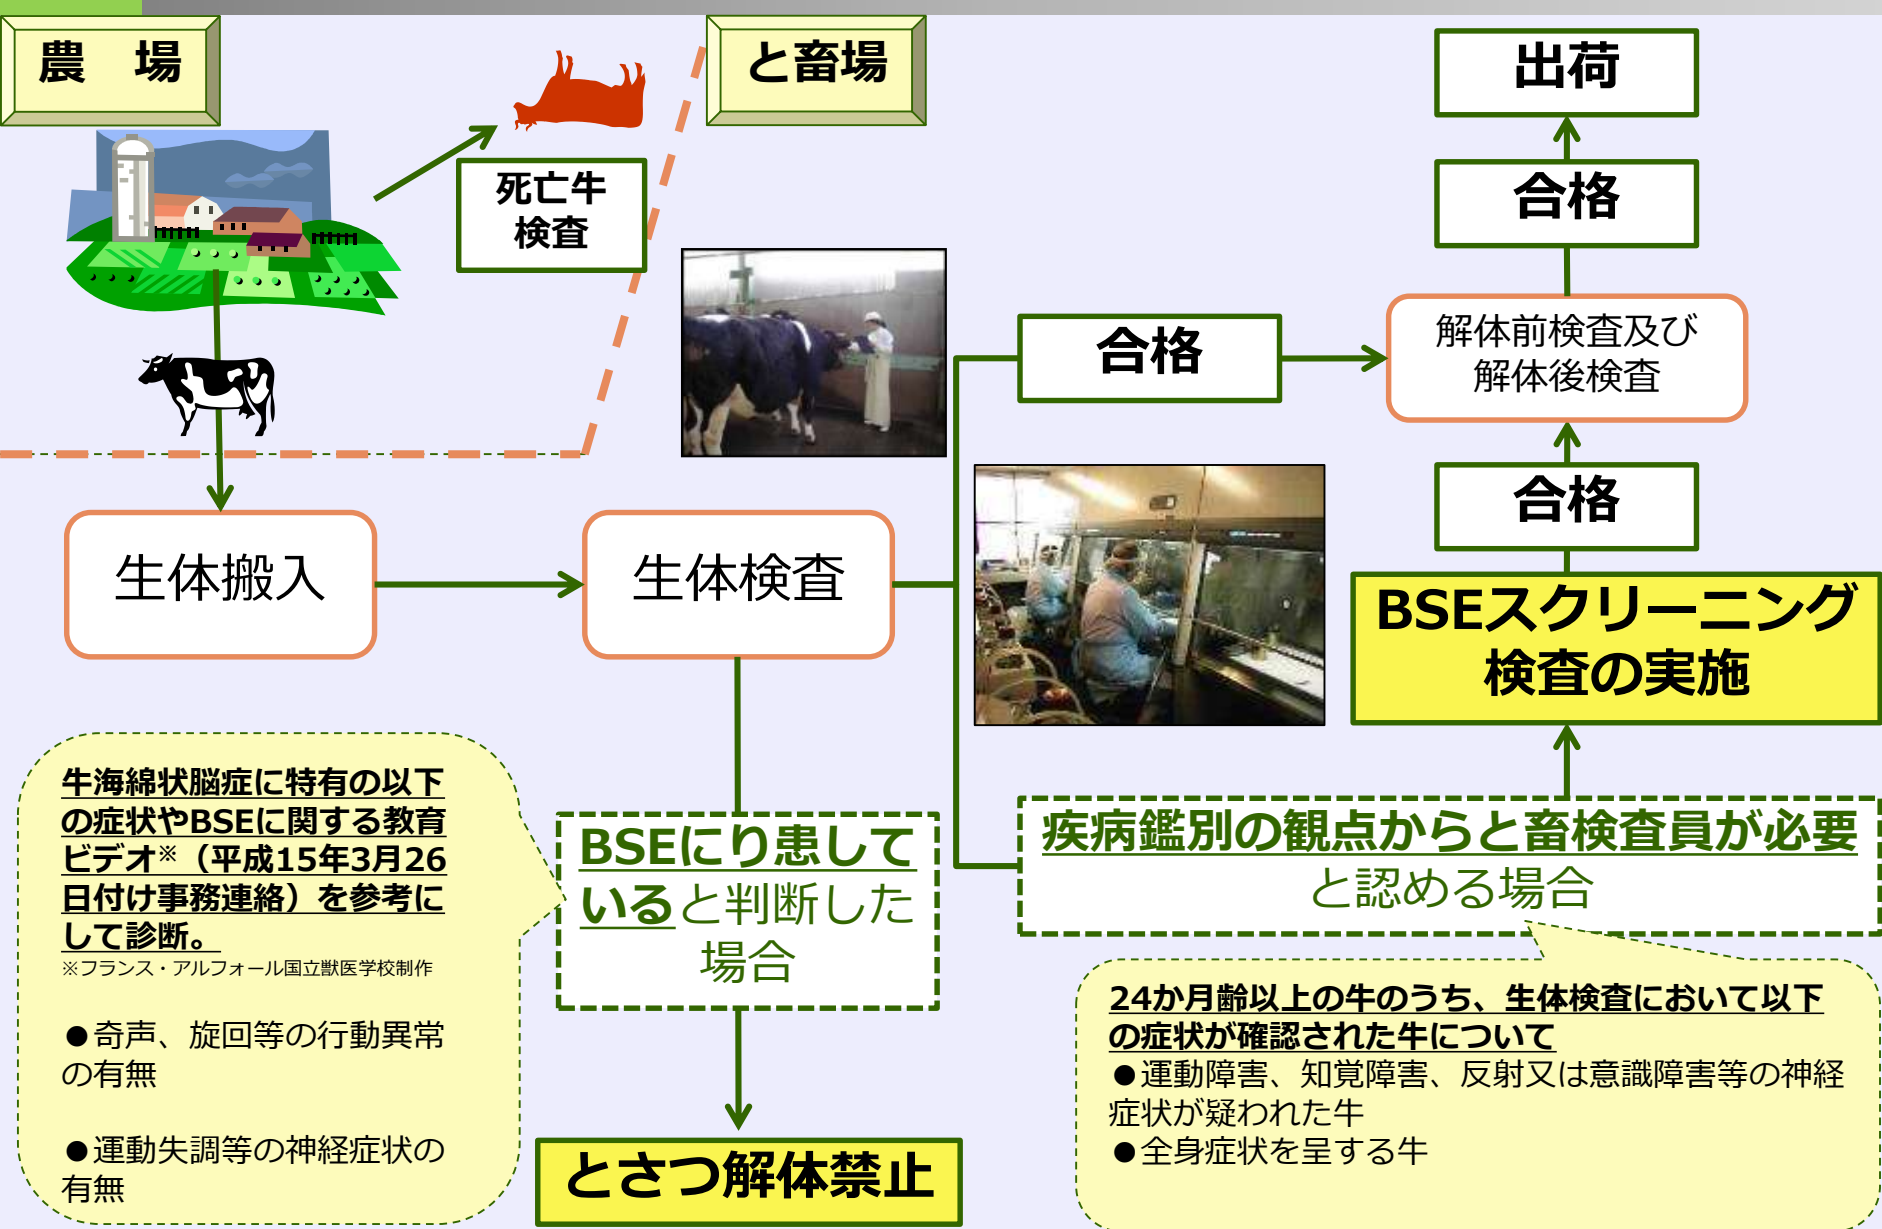 農　場
と畜場
出荷
合格
死亡牛
検査
合格
解体前検査及び
解体後検査
合格
生体搬入
生体検査
BSEスクリーニング
検査の実施
牛海綿状脳症に特有の以下
の症状やBSEに関する教育
ビデオ※（平成15年3月26
日付け事務連絡）を参考に
して診断。
※フランス・アルフォール国立獣医学校制作
●奇声、旋回等の行動異常
の有無
●運動失調等の神経症状の
有無
BSEにり患して
いると判断した
場合
疾病鑑別の観点からと畜検査員が必要
と認める場合
24か月齢以上の牛のうち、生体検査において以下
の症状が確認された牛について
●運動障害、知覚障害、反射又は意識障害等の神経
症状が疑われた牛
●全身症状を呈する牛
とさつ解体禁止